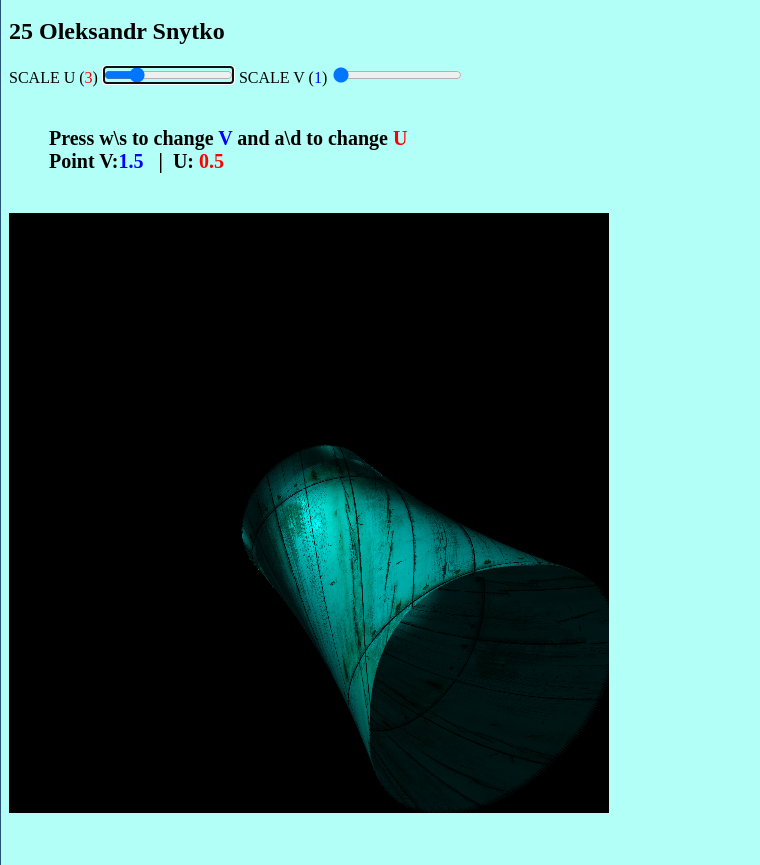 25 Oleksandr Snytko
SCALE U (3) SCALE V (1)
Press w\s to change V and a\d to change U
Point V:1.5 | U: 0.5